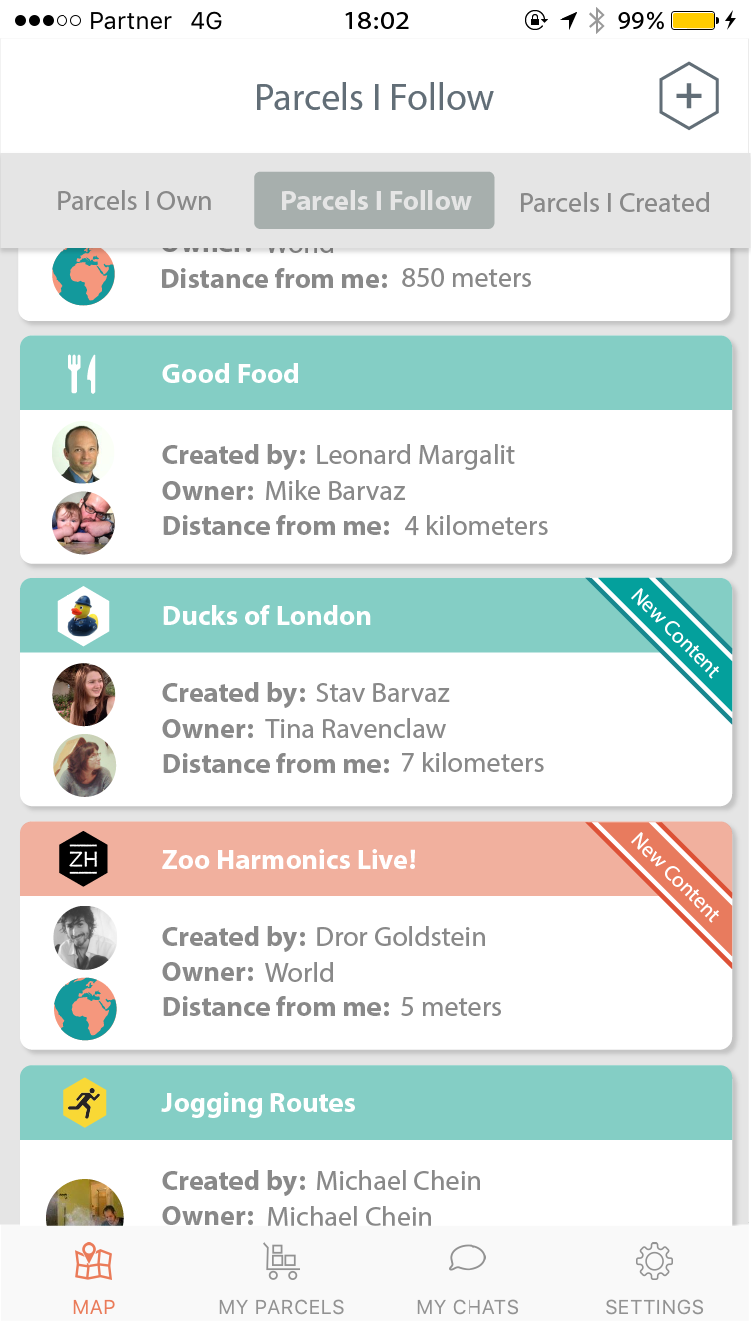 Partner 4G 18:02 99%
Parcels I Follow
Parcels I Own Parcels I Follow Parcels I Created
Owner: World
Distance from me: 850 meters
Good Food
Created by: Leonard Margalit
Owner: Mike Barvaz
Distance from me: 4 kilometers
Ducks of London
New Content
Created by: Stav Barvaz
Owner: Tina Ravenclaw
Distance from me: 7 kilometers
ZH
Zoo Harmonics Live!
New Content
Created by: Dror Goldstein
Owner: World
Distance from me: 5 meters
Jogging Routes
Created by: Michael Chein
Owner: Michael Chein
MAP MY PARCELS MY CHATS SETTINGS